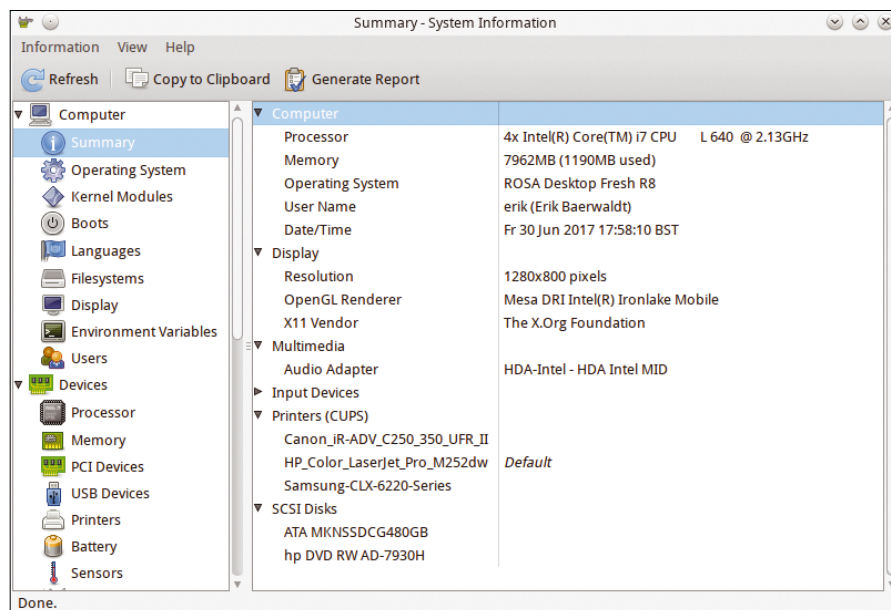 Summary - System Information
Information View Help
Refresh Copy to Clipboard Generate Report
Computer
Summary
Operating System
Kernel Modules
Boots
Languages
Filesystems
Display
Environment Variables
Users
Devices
Processor
Memory
PCI Devices
USB Devices
Printers
Battery
Sensors
Computer
Processor 4x Intel(R) Core(TM) i7 CPU L 640 @ 2.13GHz
Memory 7962MB (1190MB used)
Operating System ROSA Desktop Fresh R8
User Name erik (Erik Baerwaldt)
Date/Time Fr 30 Jun 2017 17:58:10 BST
Display
Resolution 1280x800 pixels
OpenGL Renderer Mesa DRI Intel(R) Ironlake Mobile
X11 Vendor The X.Org Foundation
Multimedia
Audio Adapter HDA-Intel - HDA Intel MID
Input Devices
Printers (CUPS)
Canon_iR-ADV_C250_350_UFR_II
HP_Color_LaserJet_Pro_M252dw Default
Samsung-CLX-6220-Series
SCSI Disks
ATA MKNSSDCG480GB
hp DVD RW AD-7930H
Done.